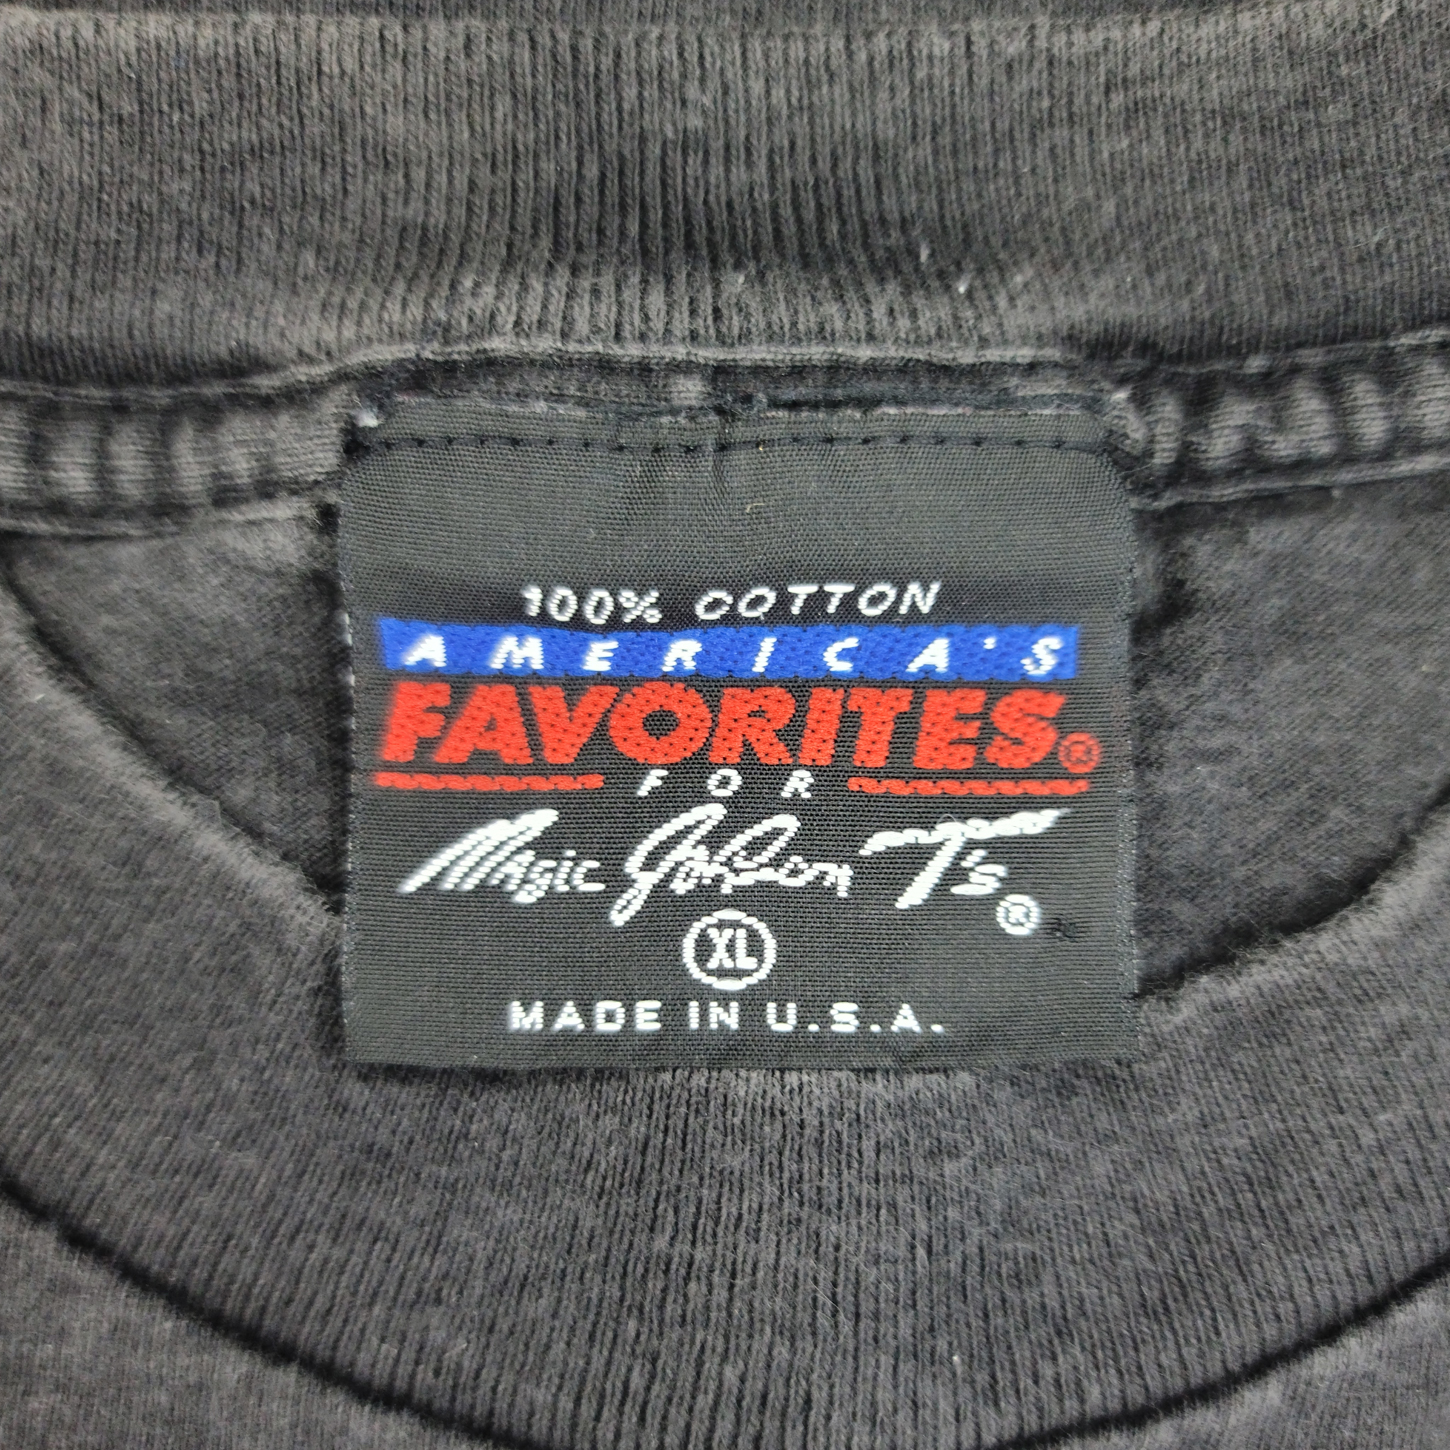 100% COTTON
AMERICA'S
FAVORITES®
FOR
Magic Johnson T's®
XL
MADE IN U.S.A.